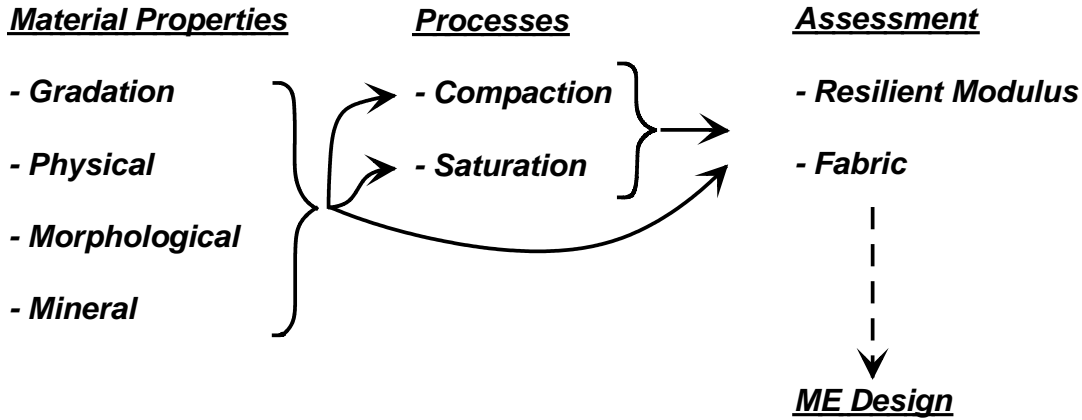 Material Properties
- Gradation
- Physical
- Morphological
- Mineral
Processes
- Compaction
- Saturation
Assessment
- Resilient Modulus
- Fabric
ME Design